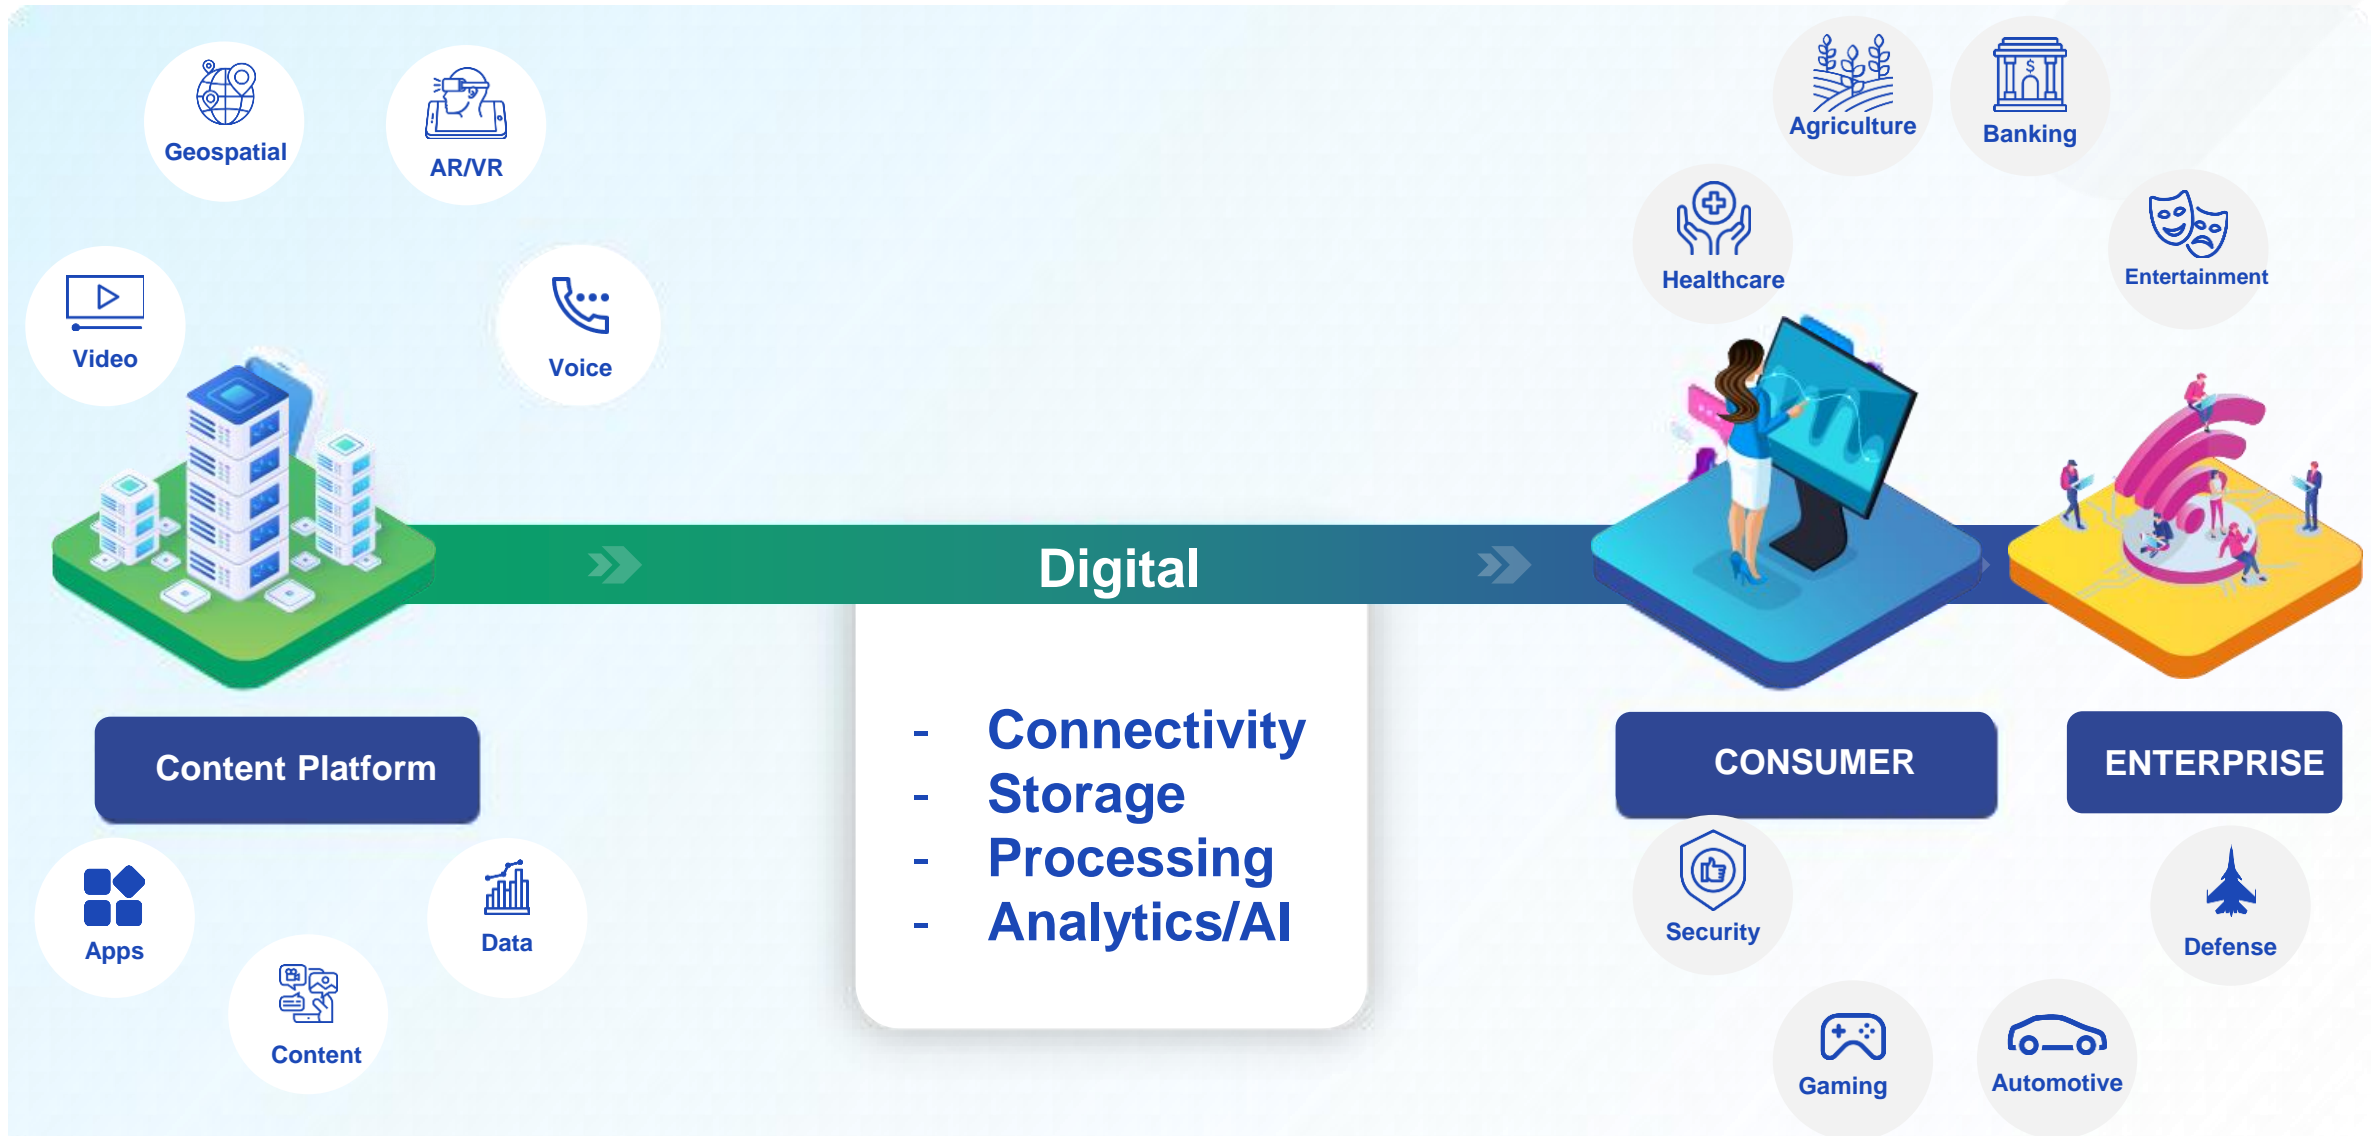 Geospatial
AR/VR
Video
Voice
Content Platform
Apps
Data
Content
Digital
- Connectivity
- Storage
- Processing
- Analytics/AI
Agriculture
Banking
Healthcare
Entertainment
CONSUMER
ENTERPRISE
Security
Defense
Gaming
Automotive